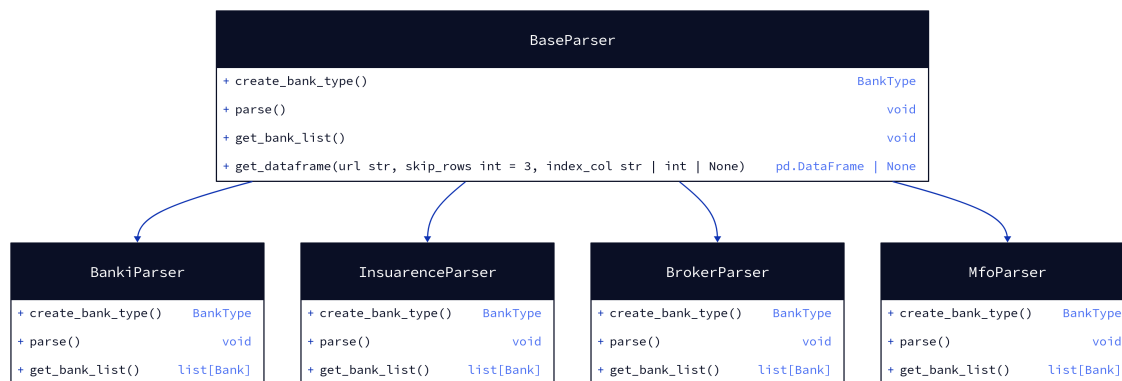 BaseParser
+ create_bank_type() BankType
+ parse() void
+ get_bank_list() void
+ get_dataframe(url str, skip_rows int = 3, index_col str | int | None) pd.DataFrame | None
BankiParser
+ create_bank_type() BankType
+ parse() void
+ get_bank_list() list[Bank]
InsuarenceParser
+ create_bank_type() BankType
+ parse() void
+ get_bank_list() list[Bank]
BrokerParser
+ create_bank_type() BankType
+ parse() void
+ get_bank_list() list[Bank]
MfoParser
+ create_bank_type() BankType
+ parse() void
+ get_bank_list() list[Bank]